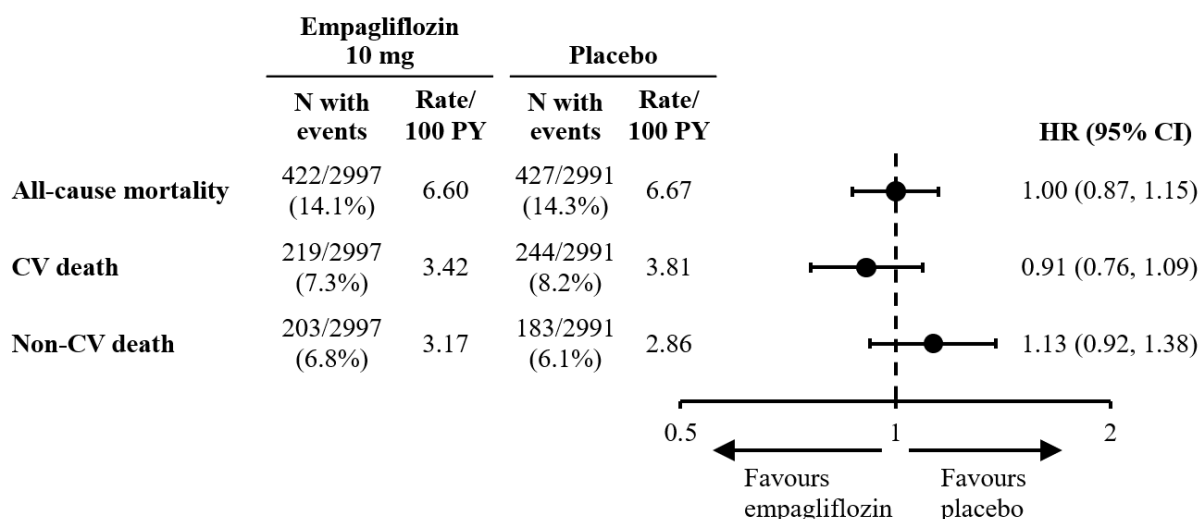 Empagliflozin
10 mg
Placebo
N with
events
Rate/
100 PY
N with
events
Rate/
100 PY
HR (95% CI)
All-cause mortality
422/2997
(14.1%)
6.60
427/2991
(14.3%)
6.67
1.00 (0.87, 1.15)
CV death
219/2997
(7.3%)
3.42
244/2991
(8.2%)
3.81
0.91 (0.76, 1.09)
Non-CV death
203/2997
(6.8%)
3.17
183/2991
(6.1%)
2.86
1.13 (0.92, 1.38)
0.5
1
2
Favours
empagliflozin
Favours
placebo